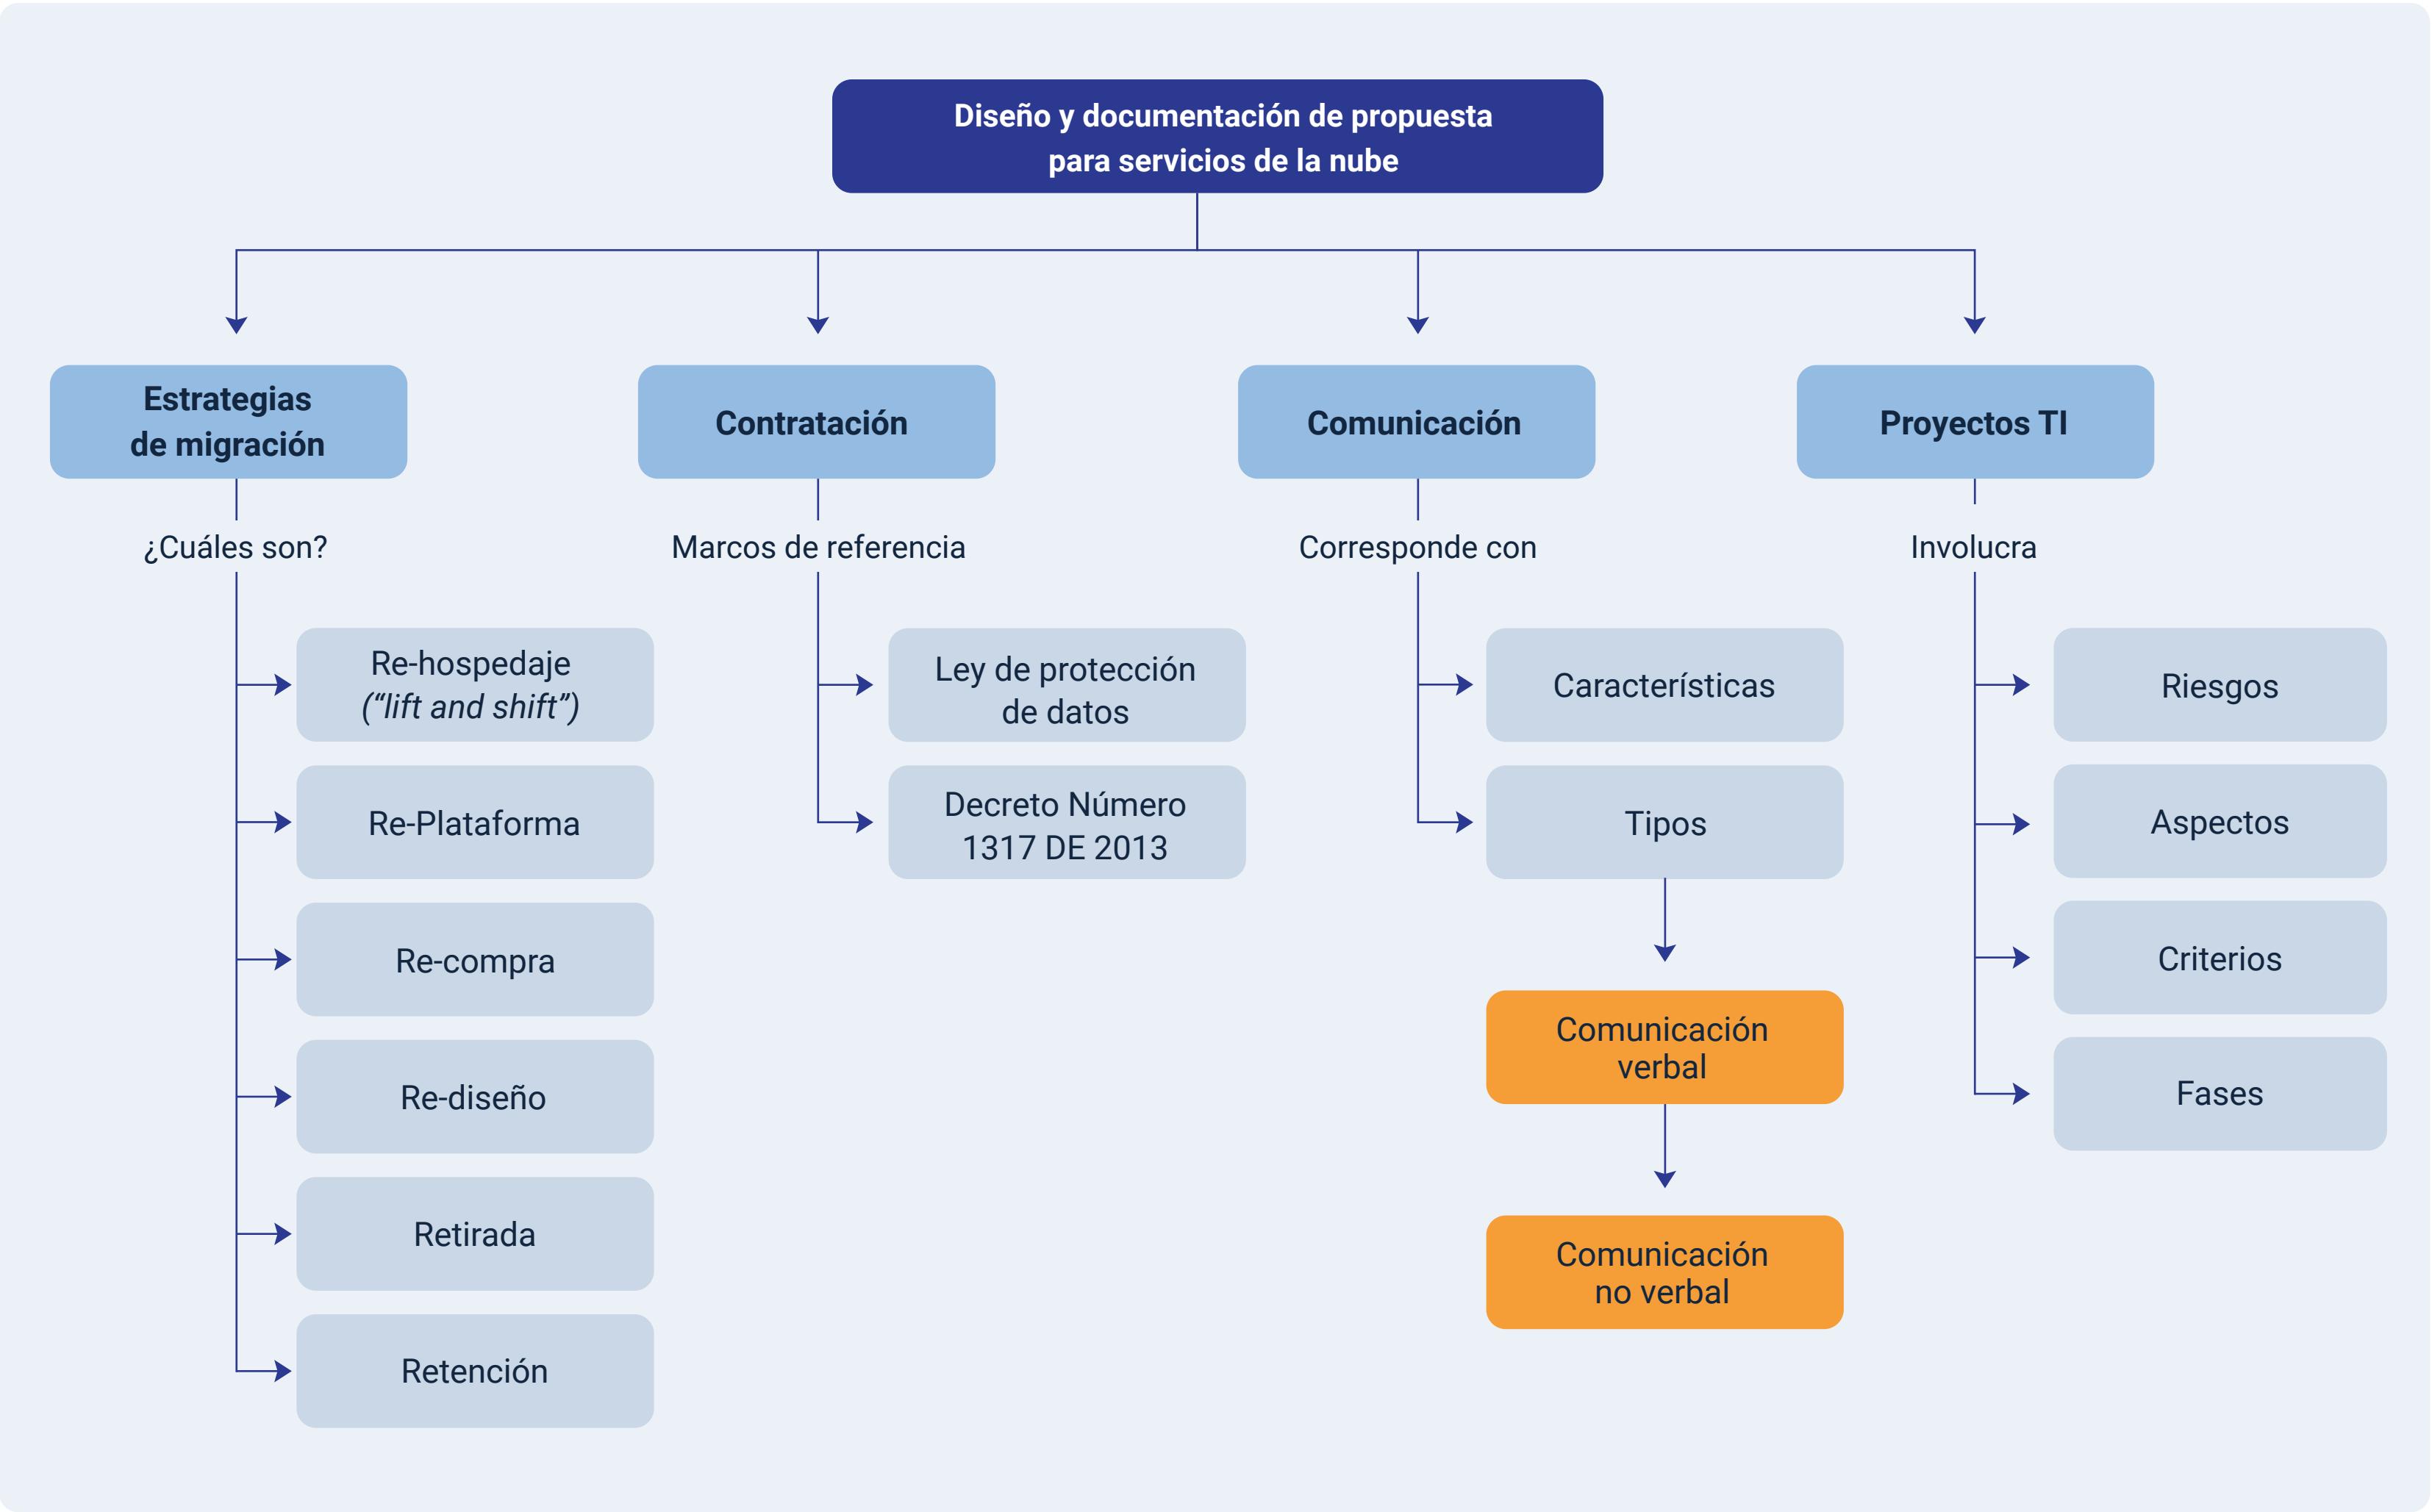 Diseño y documentación de propuesta
para servicios de la nube
Estrategias
de migración
¿Cuáles son?
Re-hospedaje
(“lift and shift”)
Re-Plataforma
Re-compra
Re-diseño
Retirada
Retención
Contratación
Marcos de referencia
Ley de protección
de datos
Decreto Número
1317 DE 2013
Comunicación
Corresponde con
Características
Tipos
Comunicación
verbal
Comunicación
no verbal
Proyectos TI
Involucra
Riesgos
Aspectos
Criterios
Fases